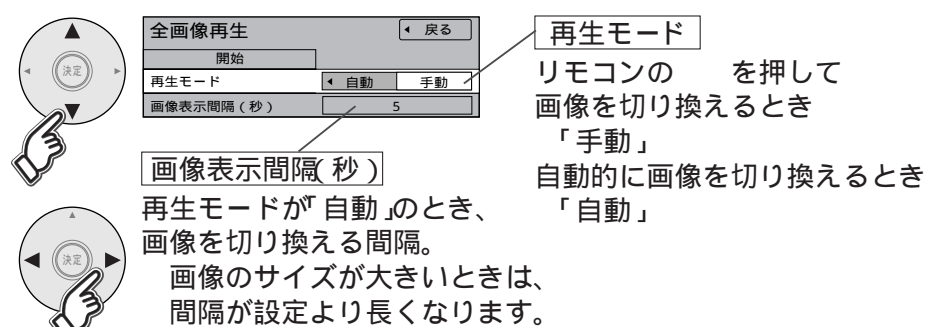 決定
全画像再生
戻る
開始
再生モード
自動
手動
画像表示間隔(秒)
5
再生モード
リモコンの　　を押して
画像を切り換えるとき
「手動」
自動的に画像を切り換えるとき
「自動」
画像表示間隔(秒)
再生モードが「自動」のとき、
画像を切り換える間隔。
画像のサイズが大きいときは、
間隔が設定より長くなります。
決定